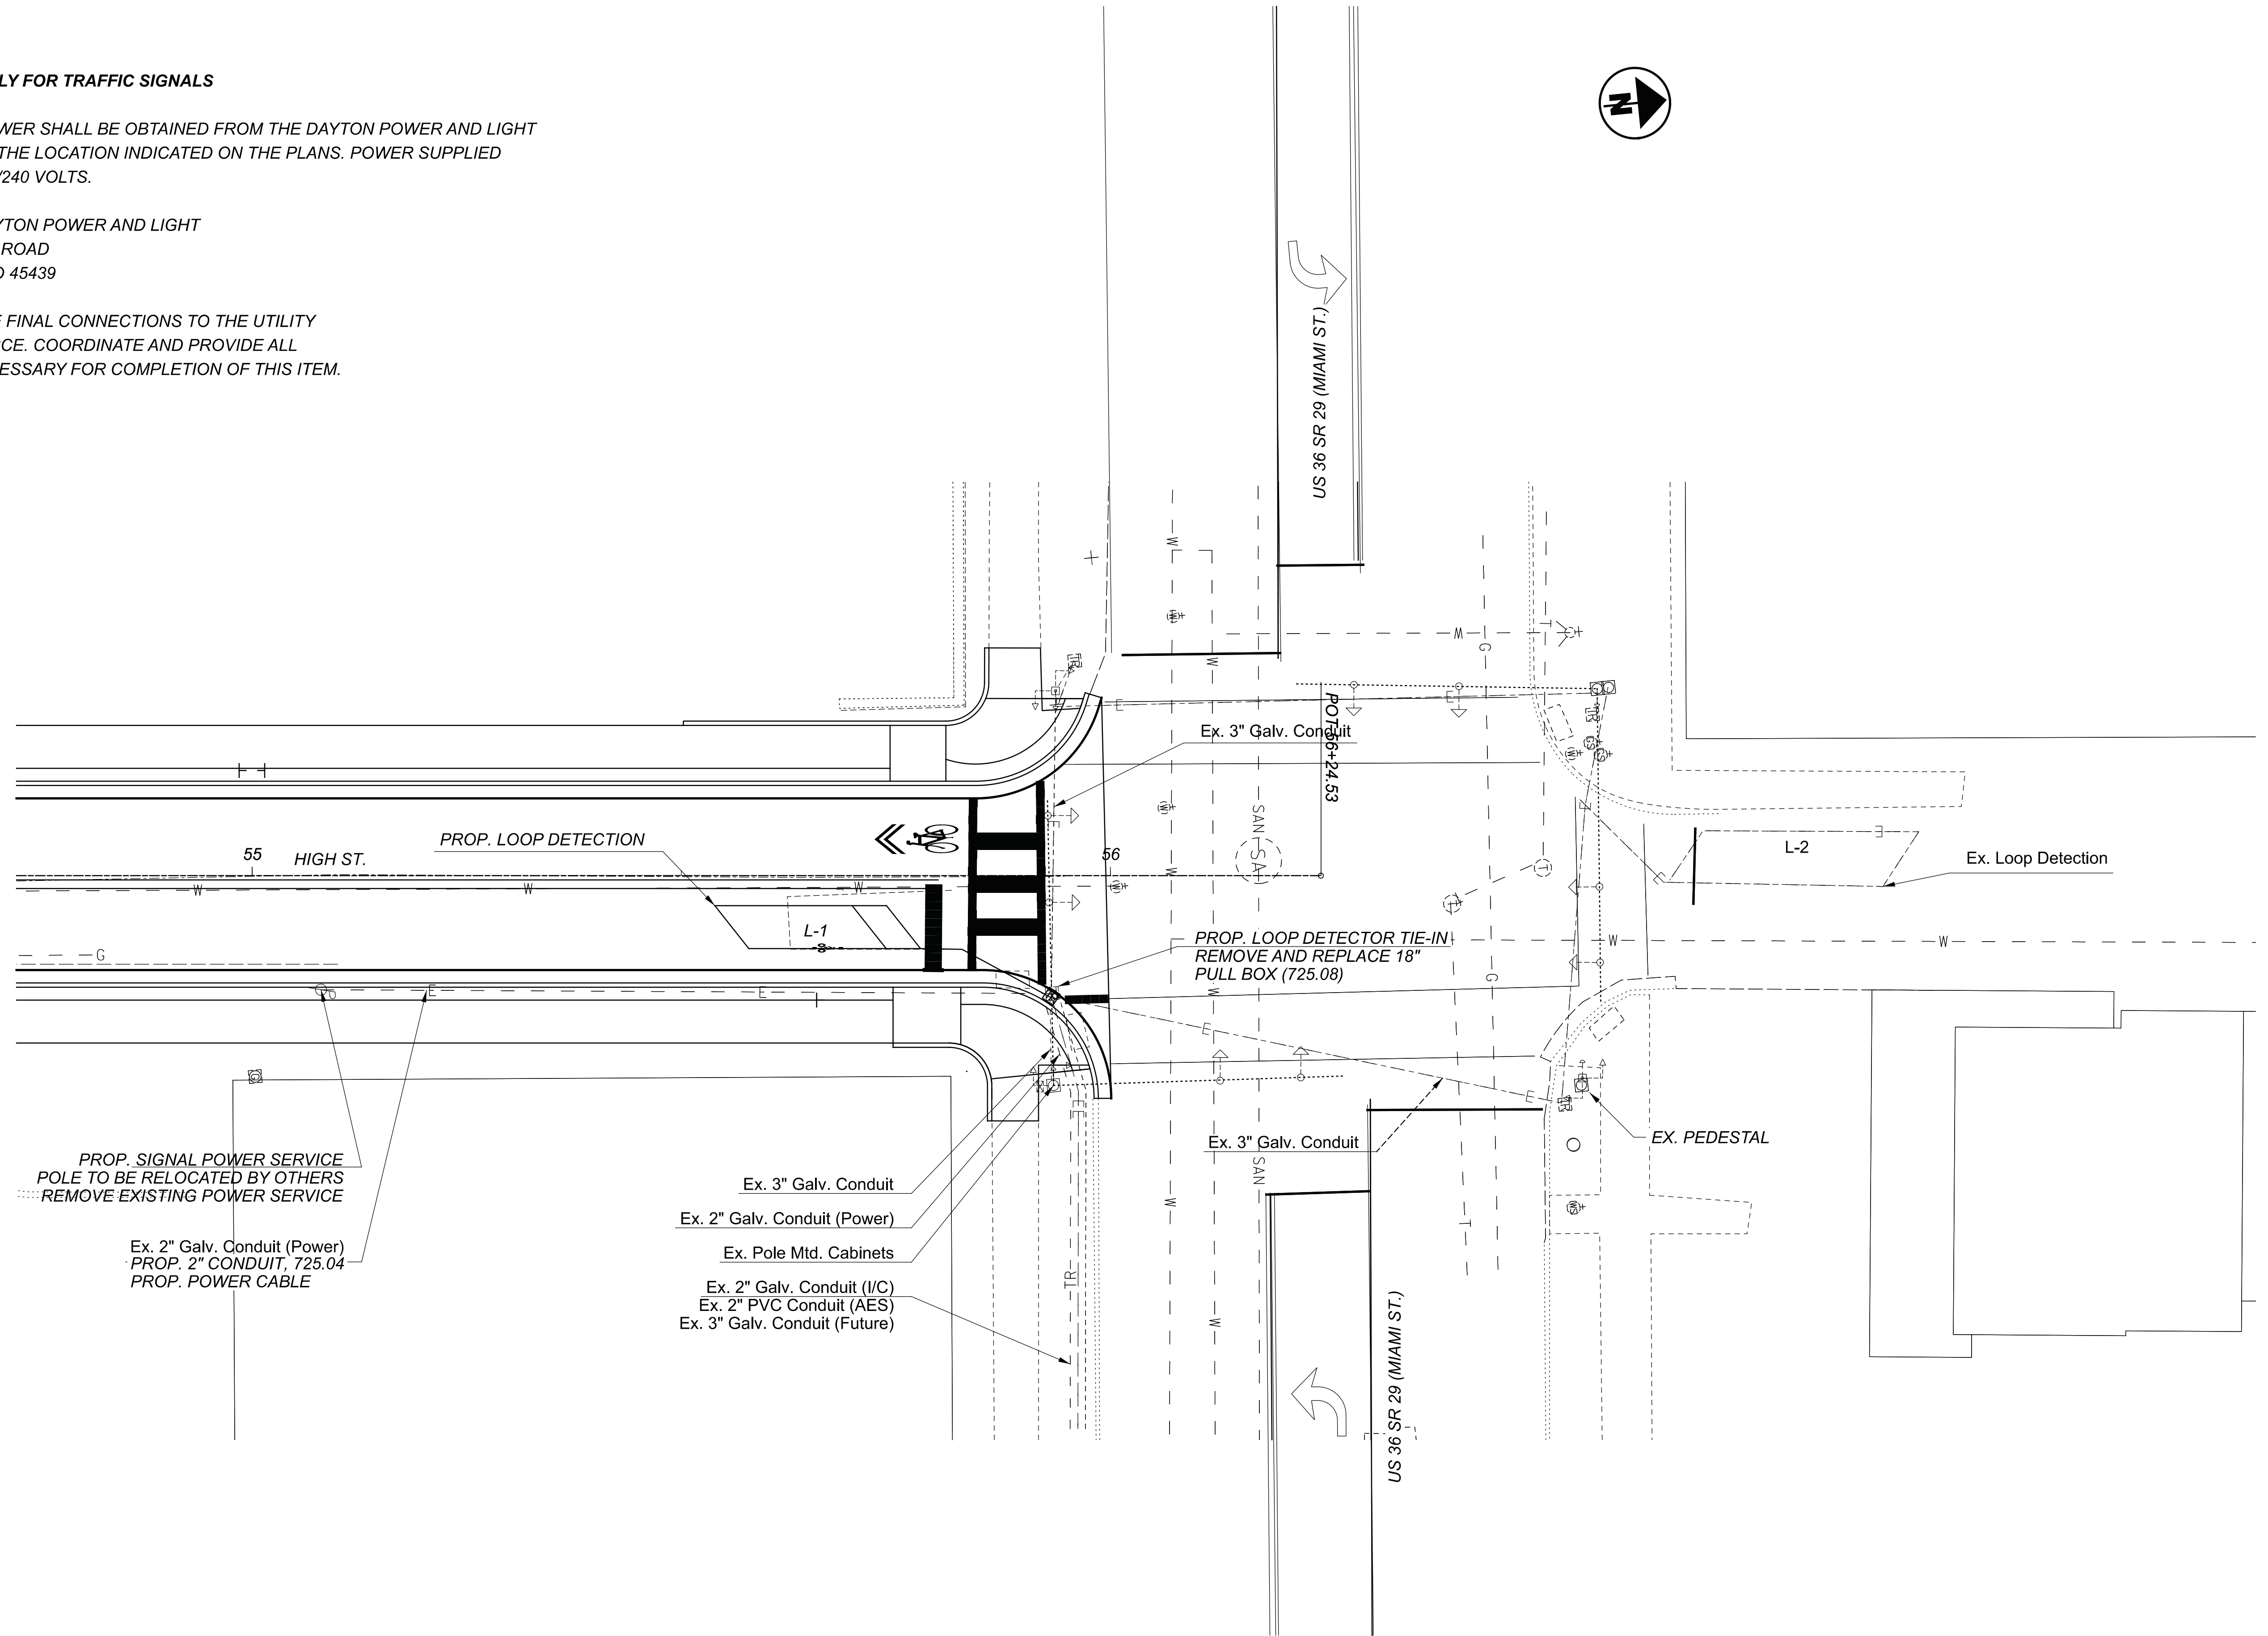 LY FOR TRAFFIC SIGNALS
WER SHALL BE OBTAINED FROM THE DAYTON POWER AND LIGHT
THE LOCATION INDICATED ON THE PLANS. POWER SUPPLIED
/240 VOLTS.
YTON POWER AND LIGHT
ROAD
45439
FINAL CONNECTIONS TO THE UTILITY
CE. COORDINATE AND PROVIDE ALL
ESSARY FOR COMPLETION OF THIS ITEM.
N
US 36 SR 29 (MIAMI ST.)
W
W
W
W
G
T
TR
E
E
POT 56+24.53
Ex. 3" Galv. Conduit
TR
GS
GS
W
W
SAN
SA
PROP. LOOP DETECTION
55
HIGH ST.
56
L-2
E
Ex. Loop Detection
W
W
W
W
W
L-1
G
T
T
PROP. LOOP DETECTOR TIE-IN
REMOVE AND REPLACE 18"
PULL BOX (725.08)
W
W
G
W
E
E
E
E
G
TR
EX. PEDESTAL
Ex. 3" Galv. Conduit
SAN
WS
W
T
W
PROP. SIGNAL POWER SERVICE
POLE TO BE RELOCATED BY OTHERS
REMOVE EXISTING POWER SERVICE
Ex. 2" Galv. Conduit (Power)
PROP. 2" CONDUIT, 725.04
PROP. POWER CABLE
Ex. 3" Galv. Conduit
Ex. 2" Galv. Conduit (Power)
Ex. Pole Mtd. Cabinets
Ex. 2" Galv. Conduit (I/C)
Ex. 2" PVC Conduit (AES)
Ex. 3" Galv. Conduit (Future)
TR
US 36 SR 29 (MIAMI ST.)